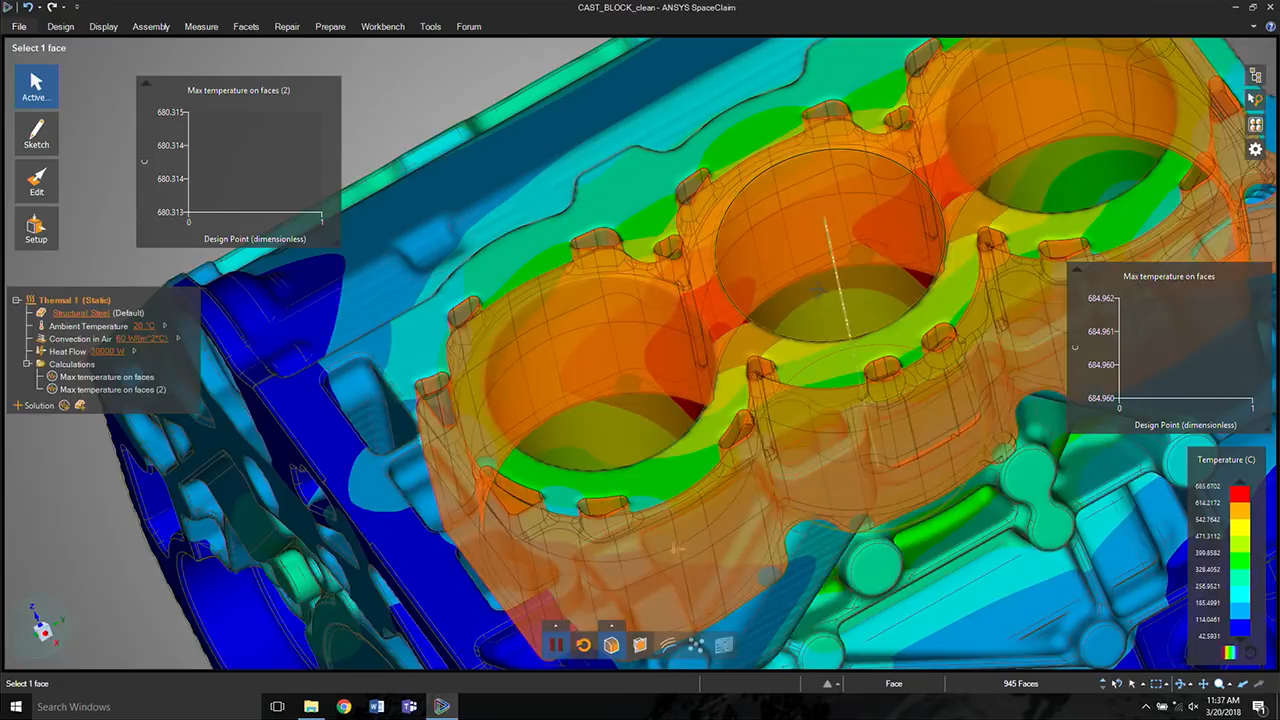 CAST_BLOCK_clean - ANSYS SpaceClaim
File Design Display Assembly Measure Facets Repair Prepare Workbench Tools Forum
Select 1 face
Active...
Sketch
Edit
Setup
Max temperature on faces (2)
680.315
680.314
680.314
680.313
C
0 1
Design Point (dimensionless)
Thermal 1 (Static)
Structural Steel (Default)
Ambient Temperature 20 °C
Convection in Air 60 W/(m^2*C)
Heat Flow 50000 W
Calculations
Max temperature on faces
Max temperature on faces (2)
Solution
Max temperature on faces
684.962
684.961
684.960
684.960
C
0 1
Design Point (dimensionless)
Temperature (C)
685.6702
614.2172
542.7642
471.3112
399.8582
328.4052
256.9521
185.4991
114.0461
42.5931
Z
Y
X
Select 1 face
Face
945 Faces
Search Windows
11:37 AM
3/20/2018